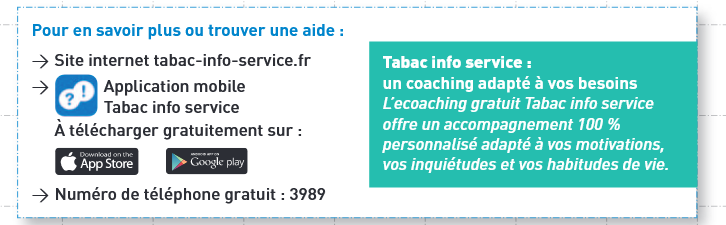 Pour en savoir plus ou trouver une aide :
→ Site internet tabac-info-service.fr
→ ?! Application mobile
Tabac info service
À télécharger gratuitement sur :
Download on the
App Store
ANDROID APP ON
Google play
→ Numéro de téléphone gratuit : 3989
Tabac info service :
un coaching adapté à vos besoins
L’ecoaching gratuit Tabac info service
offre un accompagnement 100 %
personnalisé adapté à vos motivations,
vos inquiétudes et vos habitudes de vie.